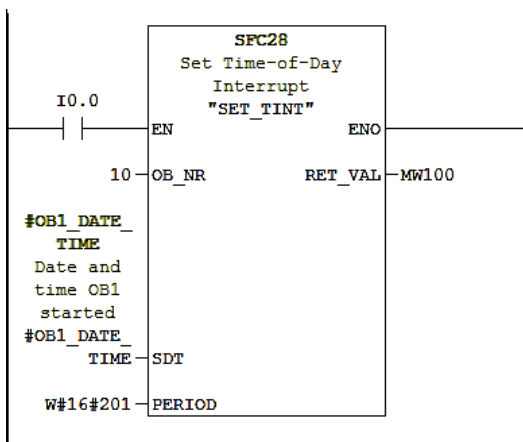 SFC28
Set Time-of-Day
Interrupt
"SET_TINT"
I0.0
EN
ENO
10
OB_NR
RET_VAL
MW100
#OB1_DATE_
TIME
Date and
time OB1
started
#OB1_DATE_
TIME
SDT
W#16#201
PERIOD